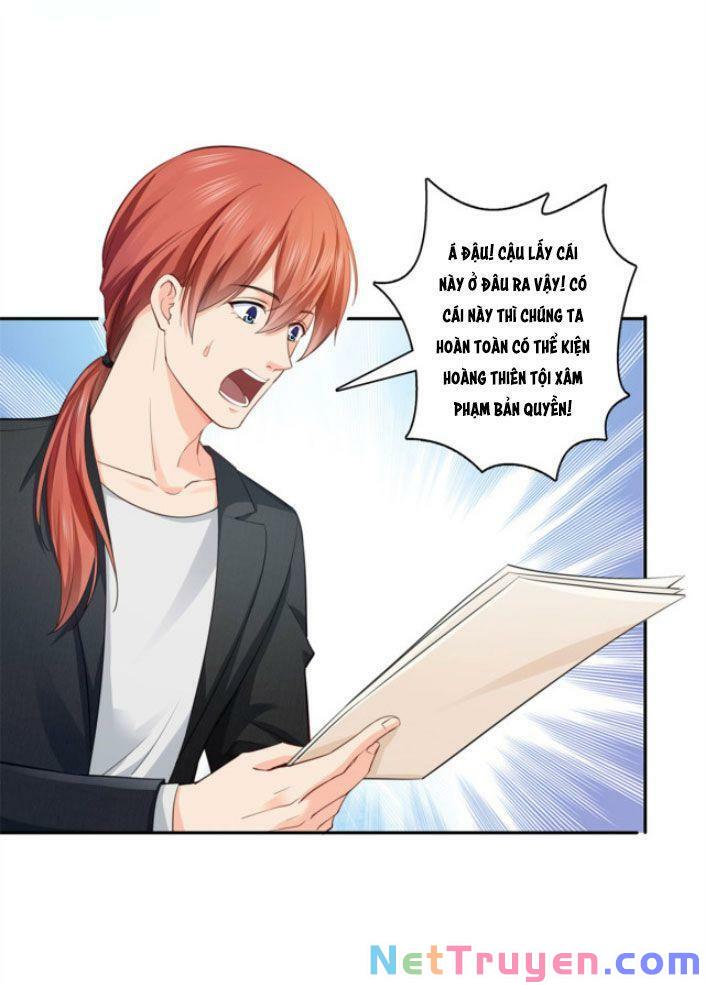 Á ĐẬU! CẬU LẤY CÁI
NÀY Ở ĐÂU RA VẬY! CÓ
CÁI NÀY THÌ CHÚNG TA
HOÀN TOÀN CÓ THỂ KIỆN
HOÀNG THIÊN TỘI XÂM
PHẠM BẢN QUYỀN!
NetTruyen.com